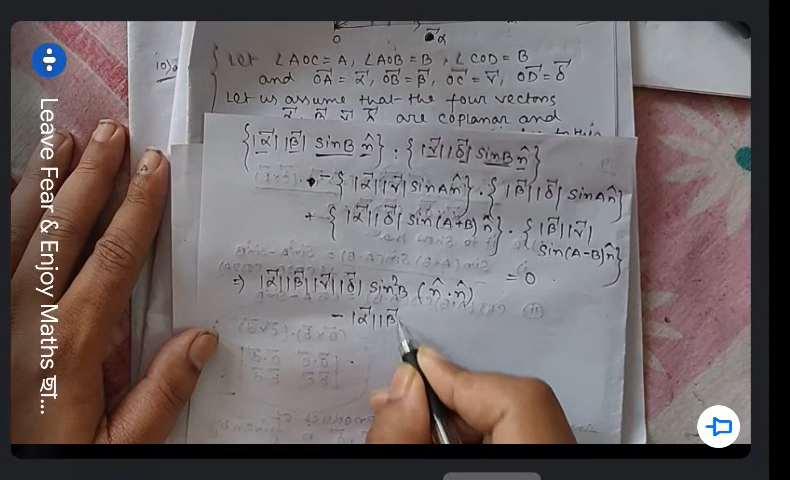 Let ∠AOC = A, ∠AOB = B, ∠COD = B
and OA⃗ = α⃗, OB⃗ = β⃗, OC⃗ = γ⃗, OD⃗ = δ⃗
Let us assume that the four vectors
α⃗ β⃗ γ⃗ δ⃗ are coplanar and
{|α⃗||β⃗| sinB n̂} . {|γ⃗||δ⃗| sinB n̂}
- {|α⃗||γ⃗| sinA n̂} . {|β⃗||δ⃗| sinA n̂}
+ {|α⃗||δ⃗| sin(A+B) n̂} . {|β⃗||γ⃗|
sin(A-B) n̂}
= 0
⇒ |α⃗||β⃗||γ⃗||δ⃗| sin²B (n̂ . n̂)
- |α⃗||β⃗
Leave Fear & Enjoy Maths ছা...